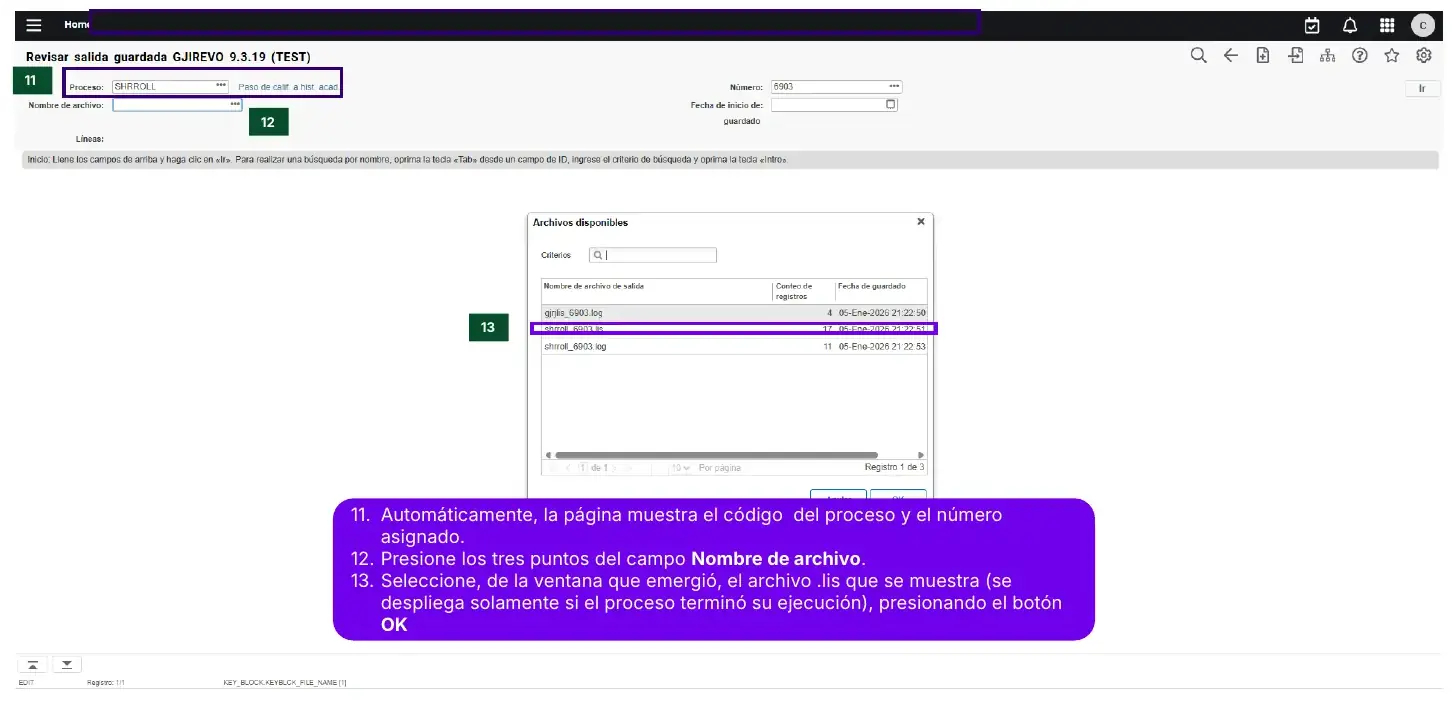 Home
C
Revisar salida guardada GJIREVO 9.3.19 (TEST)
11
Proceso: SHRROLL ••• Paso de calif. a hist. acad.
Número: 6903 •••
Ir
Nombre de archivo: •••
Fecha de inicio de:
guardado
12
Líneas:
Inicio: Llene los campos de arriba y haga clic en «Ir». Para realizar una búsqueda por nombre, oprima la tecla «Tab» desde un campo de ID, ingrese el criterio de búsqueda y oprima la tecla «Intro».
Archivos disponibles
Criterios
Nombre de archivo de salida Conteo de registros Fecha de guardado
gjrjlis_6903.log 4 05-Ene-2026 21:22:50
13
shrroll_6903.lis 17 05-Ene-2026 21:22:51
shrroll_6903.log 11 05-Ene-2026 21:22:53
1 de 1 10 Por página Registro 1 de 3
OK
11. Automáticamente, la página muestra el código del proceso y el número
asignado.
12. Presione los tres puntos del campo Nombre de archivo.
13. Seleccione, de la ventana que emergió, el archivo .lis que se muestra (se
despliega solamente si el proceso terminó su ejecución), presionando el botón
OK
EDIT Registro: 1/1 KEY_BLOCK.KEYBLCK_FILE_NAME [1]